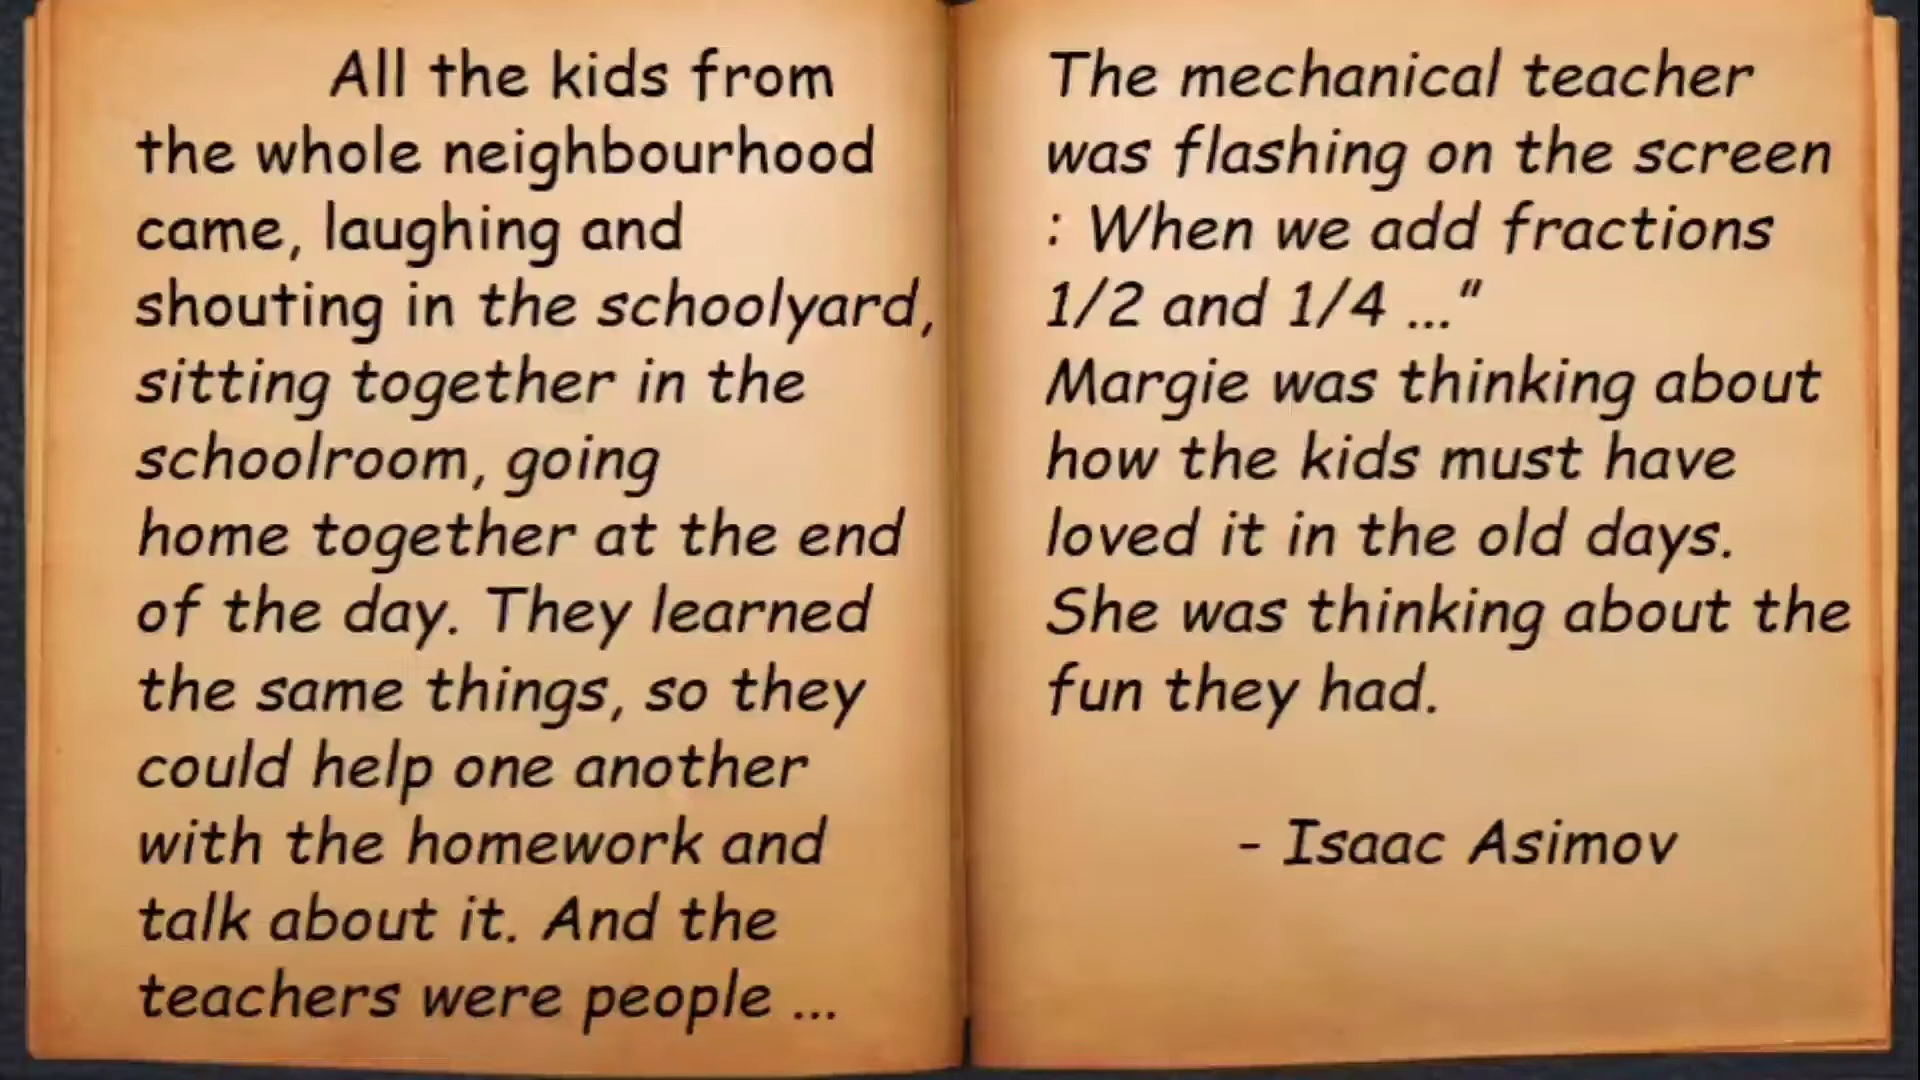 All the kids from
the whole neighbourhood
came, laughing and
shouting in the schoolyard,
sitting together in the
schoolroom, going
home together at the end
of the day. They learned
the same things, so they
could help one another
with the homework and
talk about it. And the
teachers were people ...
The mechanical teacher
was flashing on the screen
: When we add fractions
1/2 and 1/4 ..."
Margie was thinking about
how the kids must have
loved it in the old days.
She was thinking about the
fun they had.
- Isaac Asimov